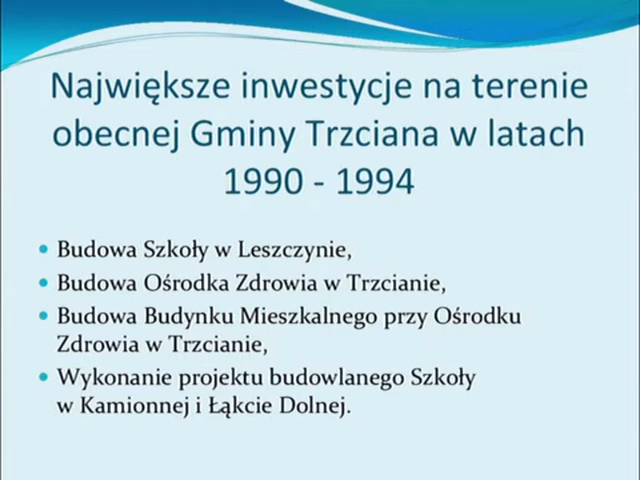 Największe inwestycje na terenie
obecnej Gminy Trzciana w latach
1990 - 1994
• Budowa Szkoły w Leszczynie,
• Budowa Ośrodka Zdrowia w Trzcianie,
• Budowa Budynku Mieszkalnego przy Ośrodku
Zdrowia w Trzcianie,
• Wykonanie projektu budowlanego Szkoły
w Kamionnej i Łąkcie Dolnej.